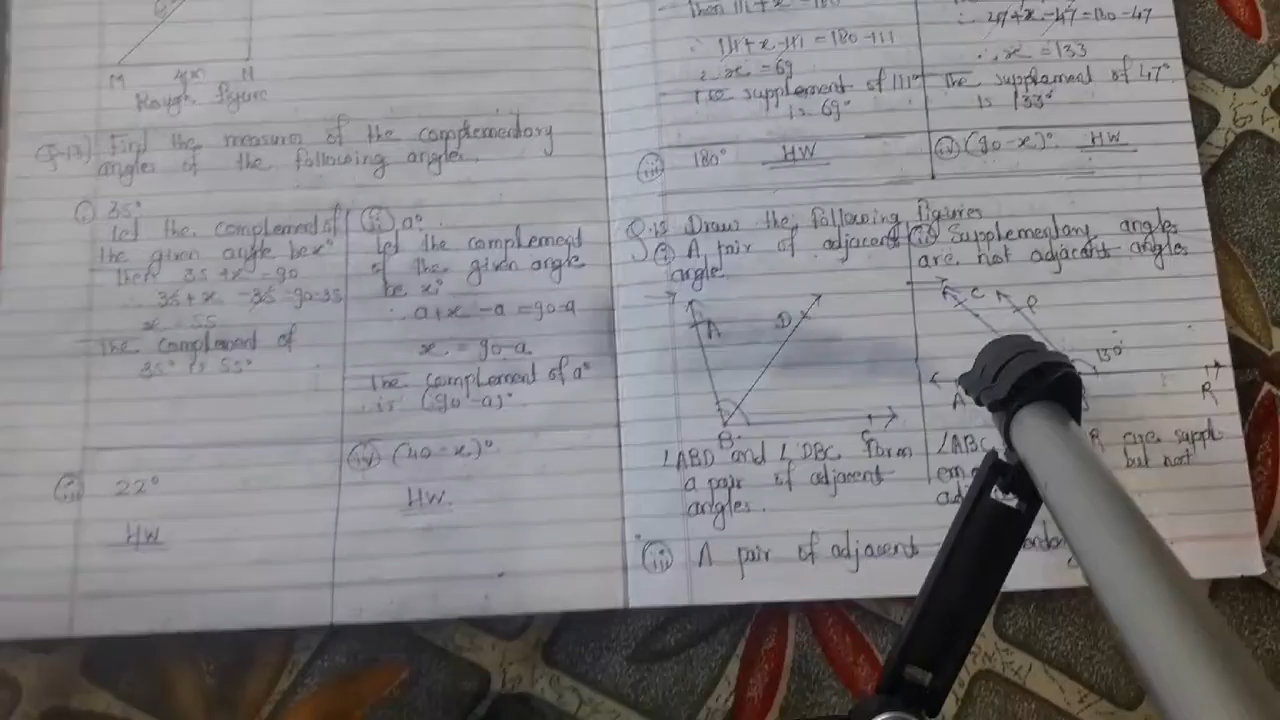 M 4cm N
Rough figure
Q.13) Find the measure of the complementary
angles of the following angles.
(i) 35°
Let the complement of
the given angle be x°
Then 35 + x = 90
35 + x - 35 = 90-35
x = 55
The complement of
35° is 55°
(ii) a°
Let the complement
of the given angle
be x°
∴ a+x - a = 90-a
x = 90-a
The complement of a°
is (90-a)°
22°
HW
(iv) (40-x)°
HW
∴ 111+x-111 = 180-111
∴ x = 69
The supplement of 111°
is 69°
∴ 47+x-47=180-47
∴ x = 133
The supplement of 47°
is 133°
(iii) 180° HW
(iv) (90-x)° HW
Q.15 Draw the following figures
(i) A pair of adjacent
angle.
A
D
B
C
∠ABD and ∠DBC form
a pair of adjacent
angles.
(ii) Supplementary angles
are not adjacent angles
C P
130°
A
R
∠ABC R are suppl
but not
(iii) A pair of adjacent